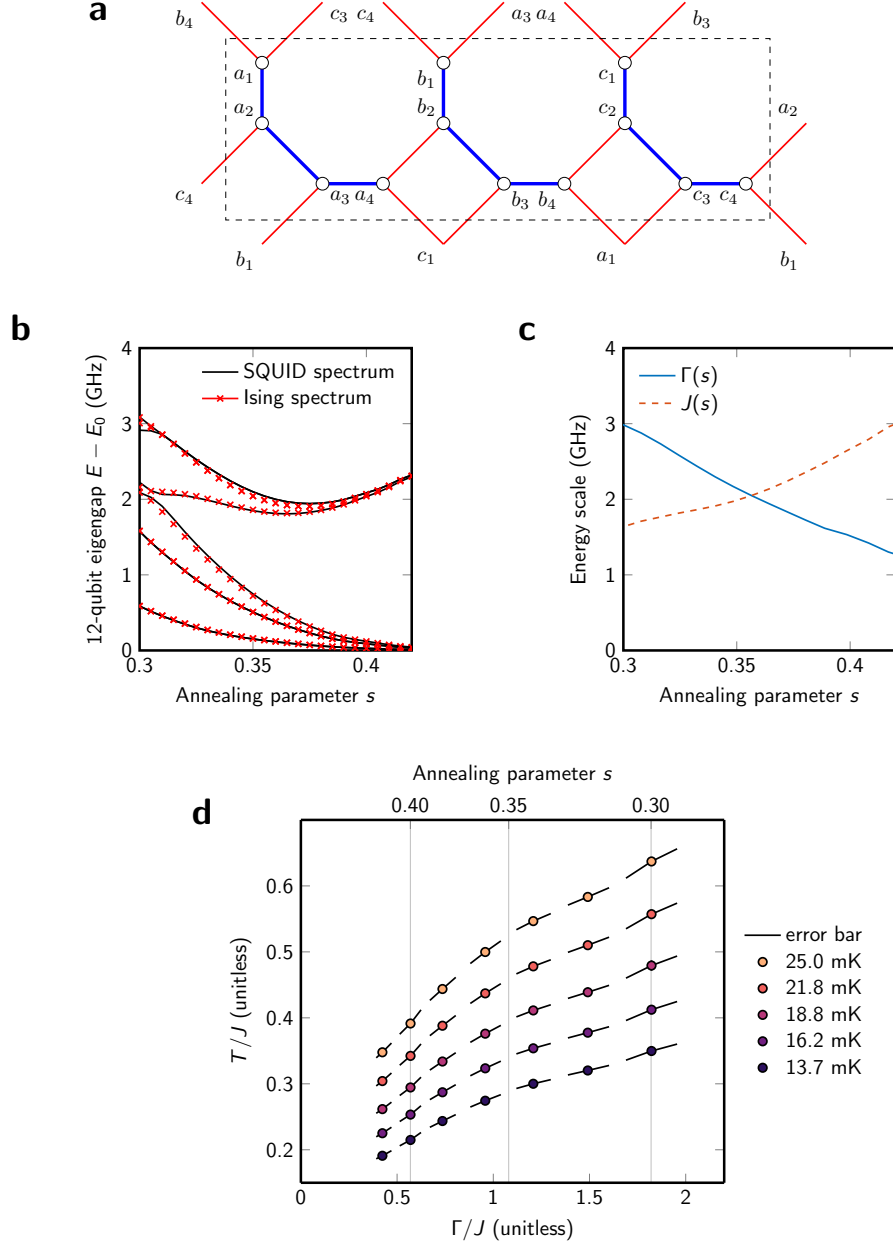 a
b4 c3 c4 a3 a4 b3
a1 b1 c1
a2 b2 c2 a2
a3 a4 b3 b4 c3 c4
c4
b1 c1 a1 b1
b
12-qubit eigengap E − E0 (GHz)
4
3
2
1
0
0.3 0.35 0.4
Annealing parameter s
SQUID spectrum
Ising spectrum
c
Energy scale (GHz)
4
3
2
1
0
0.3 0.35 0.4
Annealing parameter s
Γ(s)
J(s)
d
Annealing parameter s
0.40 0.35 0.30
T/J (unitless)
0.6
0.5
0.4
0.3
0.2
0 0.5 1 1.5 2
Γ/J (unitless)
error bar
25.0 mK
21.8 mK
18.8 mK
16.2 mK
13.7 mK